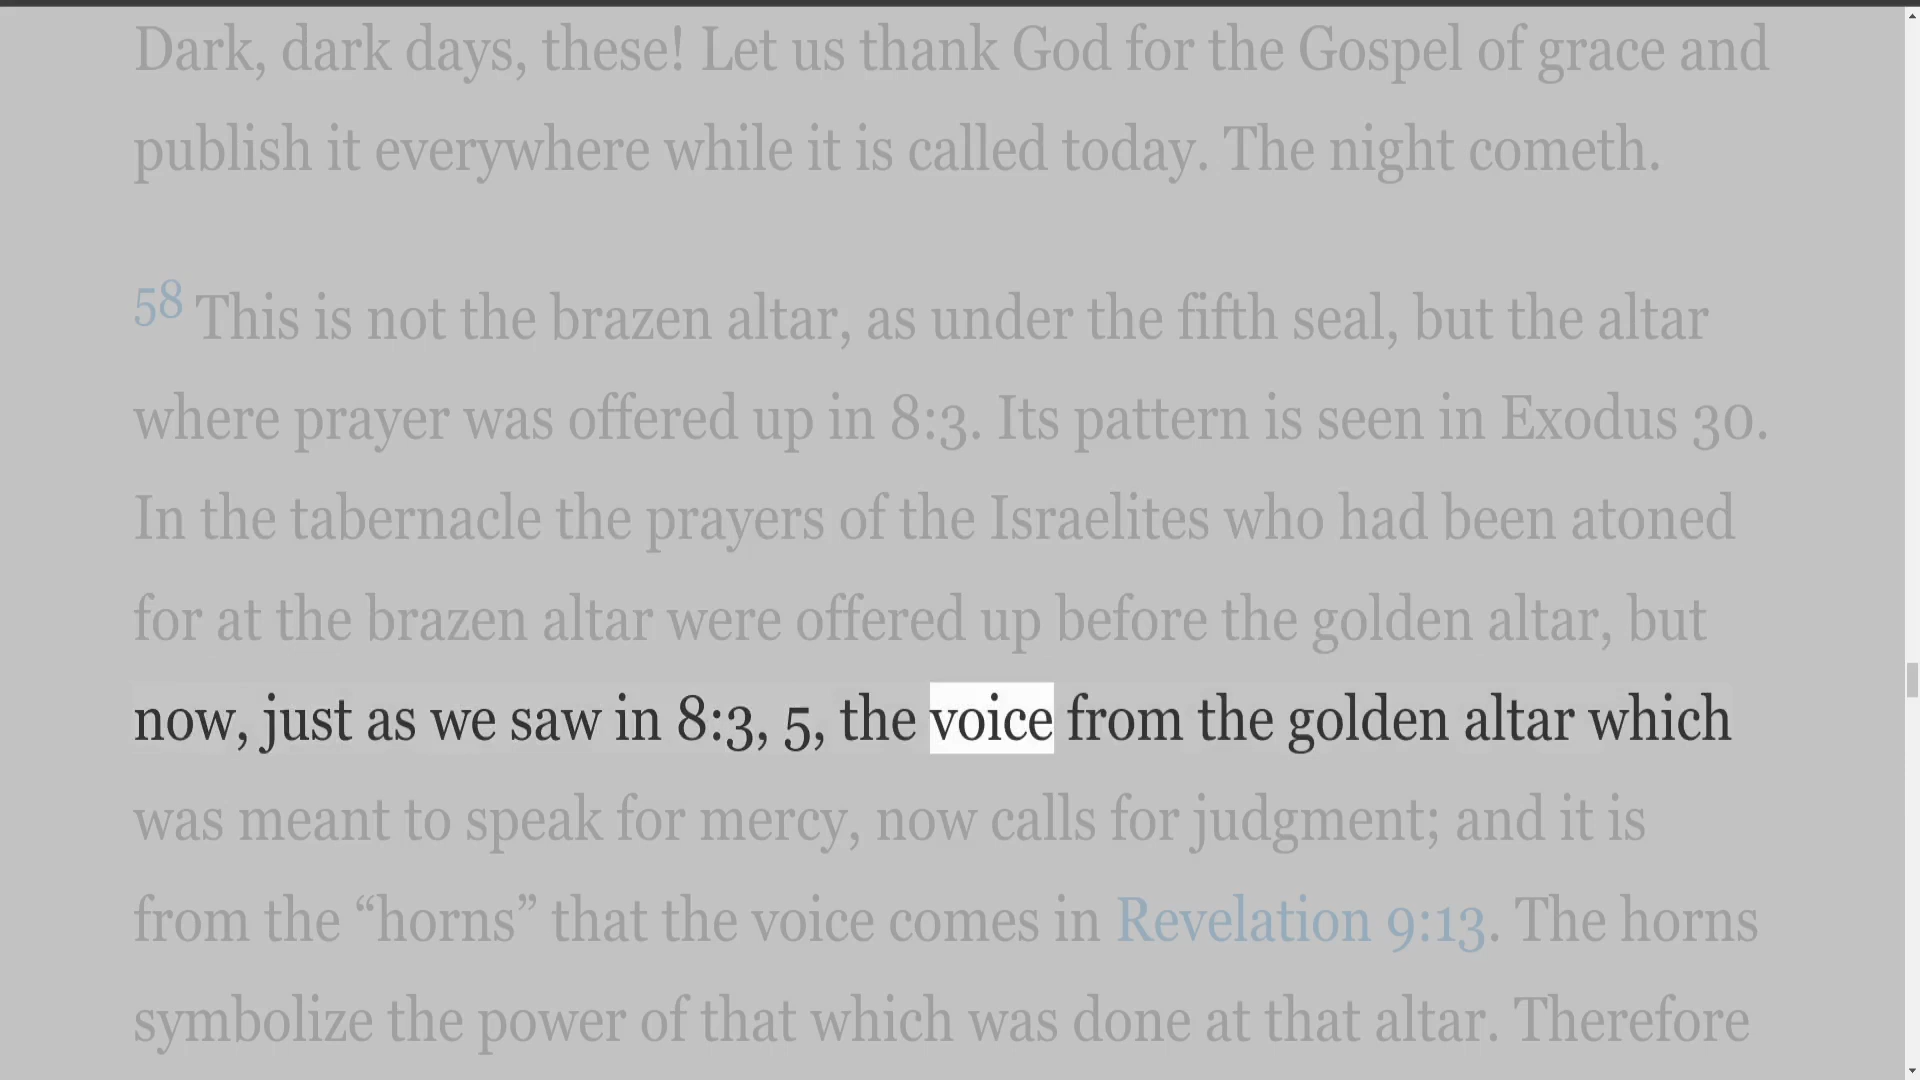 Dark, dark days, these! Let us thank God for the Gospel of grace and
publish it everywhere while it is called today. The night cometh.
58 This is not the brazen altar, as under the fifth seal, but the altar
where prayer was offered up in 8:3. Its pattern is seen in Exodus 30.
In the tabernacle the prayers of the Israelites who had been atoned
for at the brazen altar were offered up before the golden altar, but
now, just as we saw in 8:3, 5, the voice from the golden altar which
was meant to speak for mercy, now calls for judgment; and it is
from the “horns” that the voice comes in Revelation 9:13. The horns
symbolize the power of that which was done at that altar. Therefore